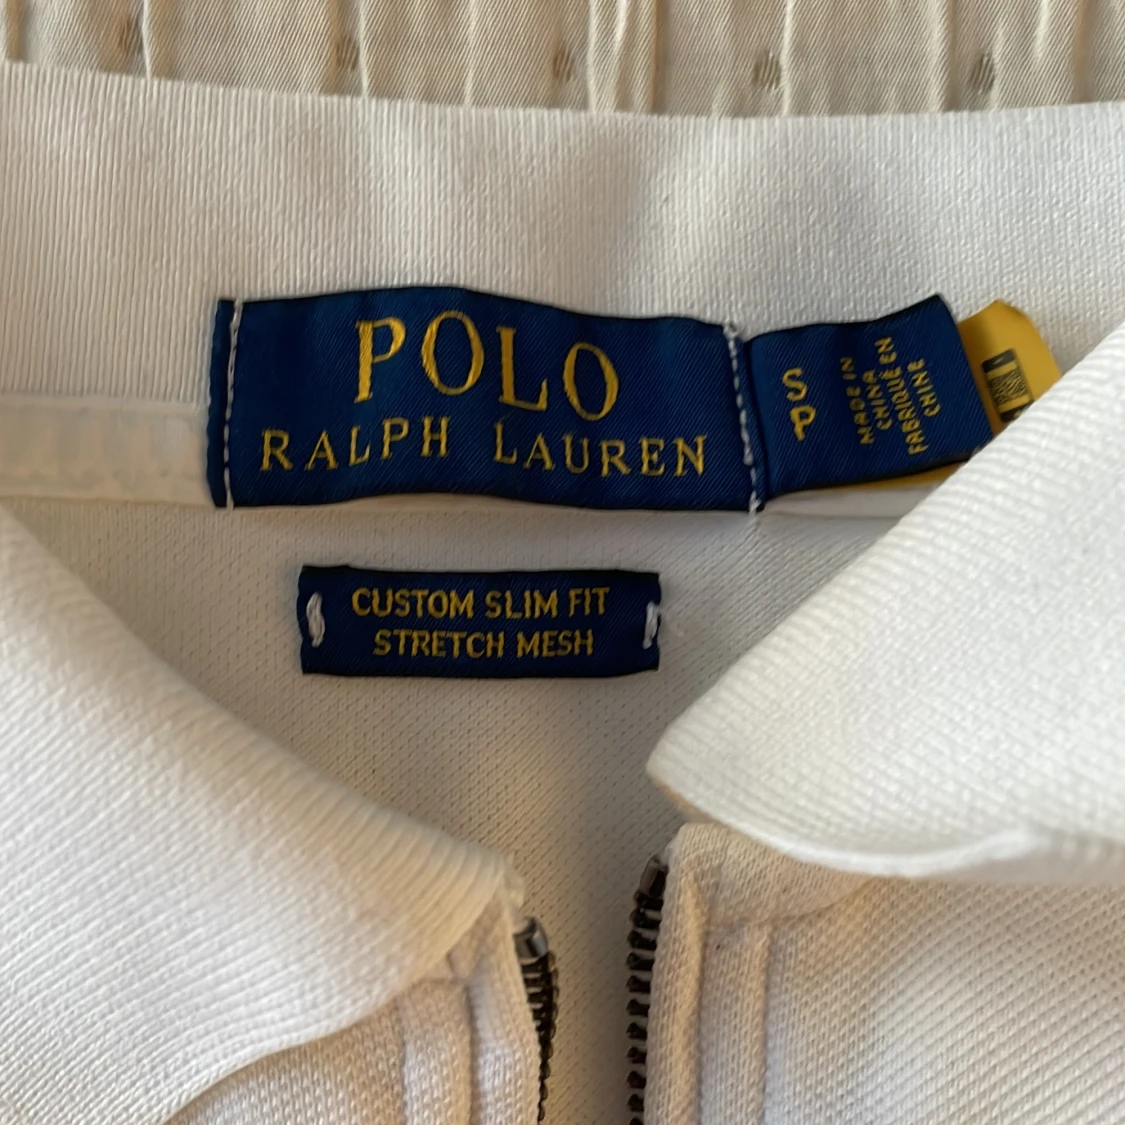 POLO
RALPH LAUREN
S
P
MADE IN
CHINA
FABRIQUÉ EN
CHINE
CUSTOM SLIM FIT
STRETCH MESH